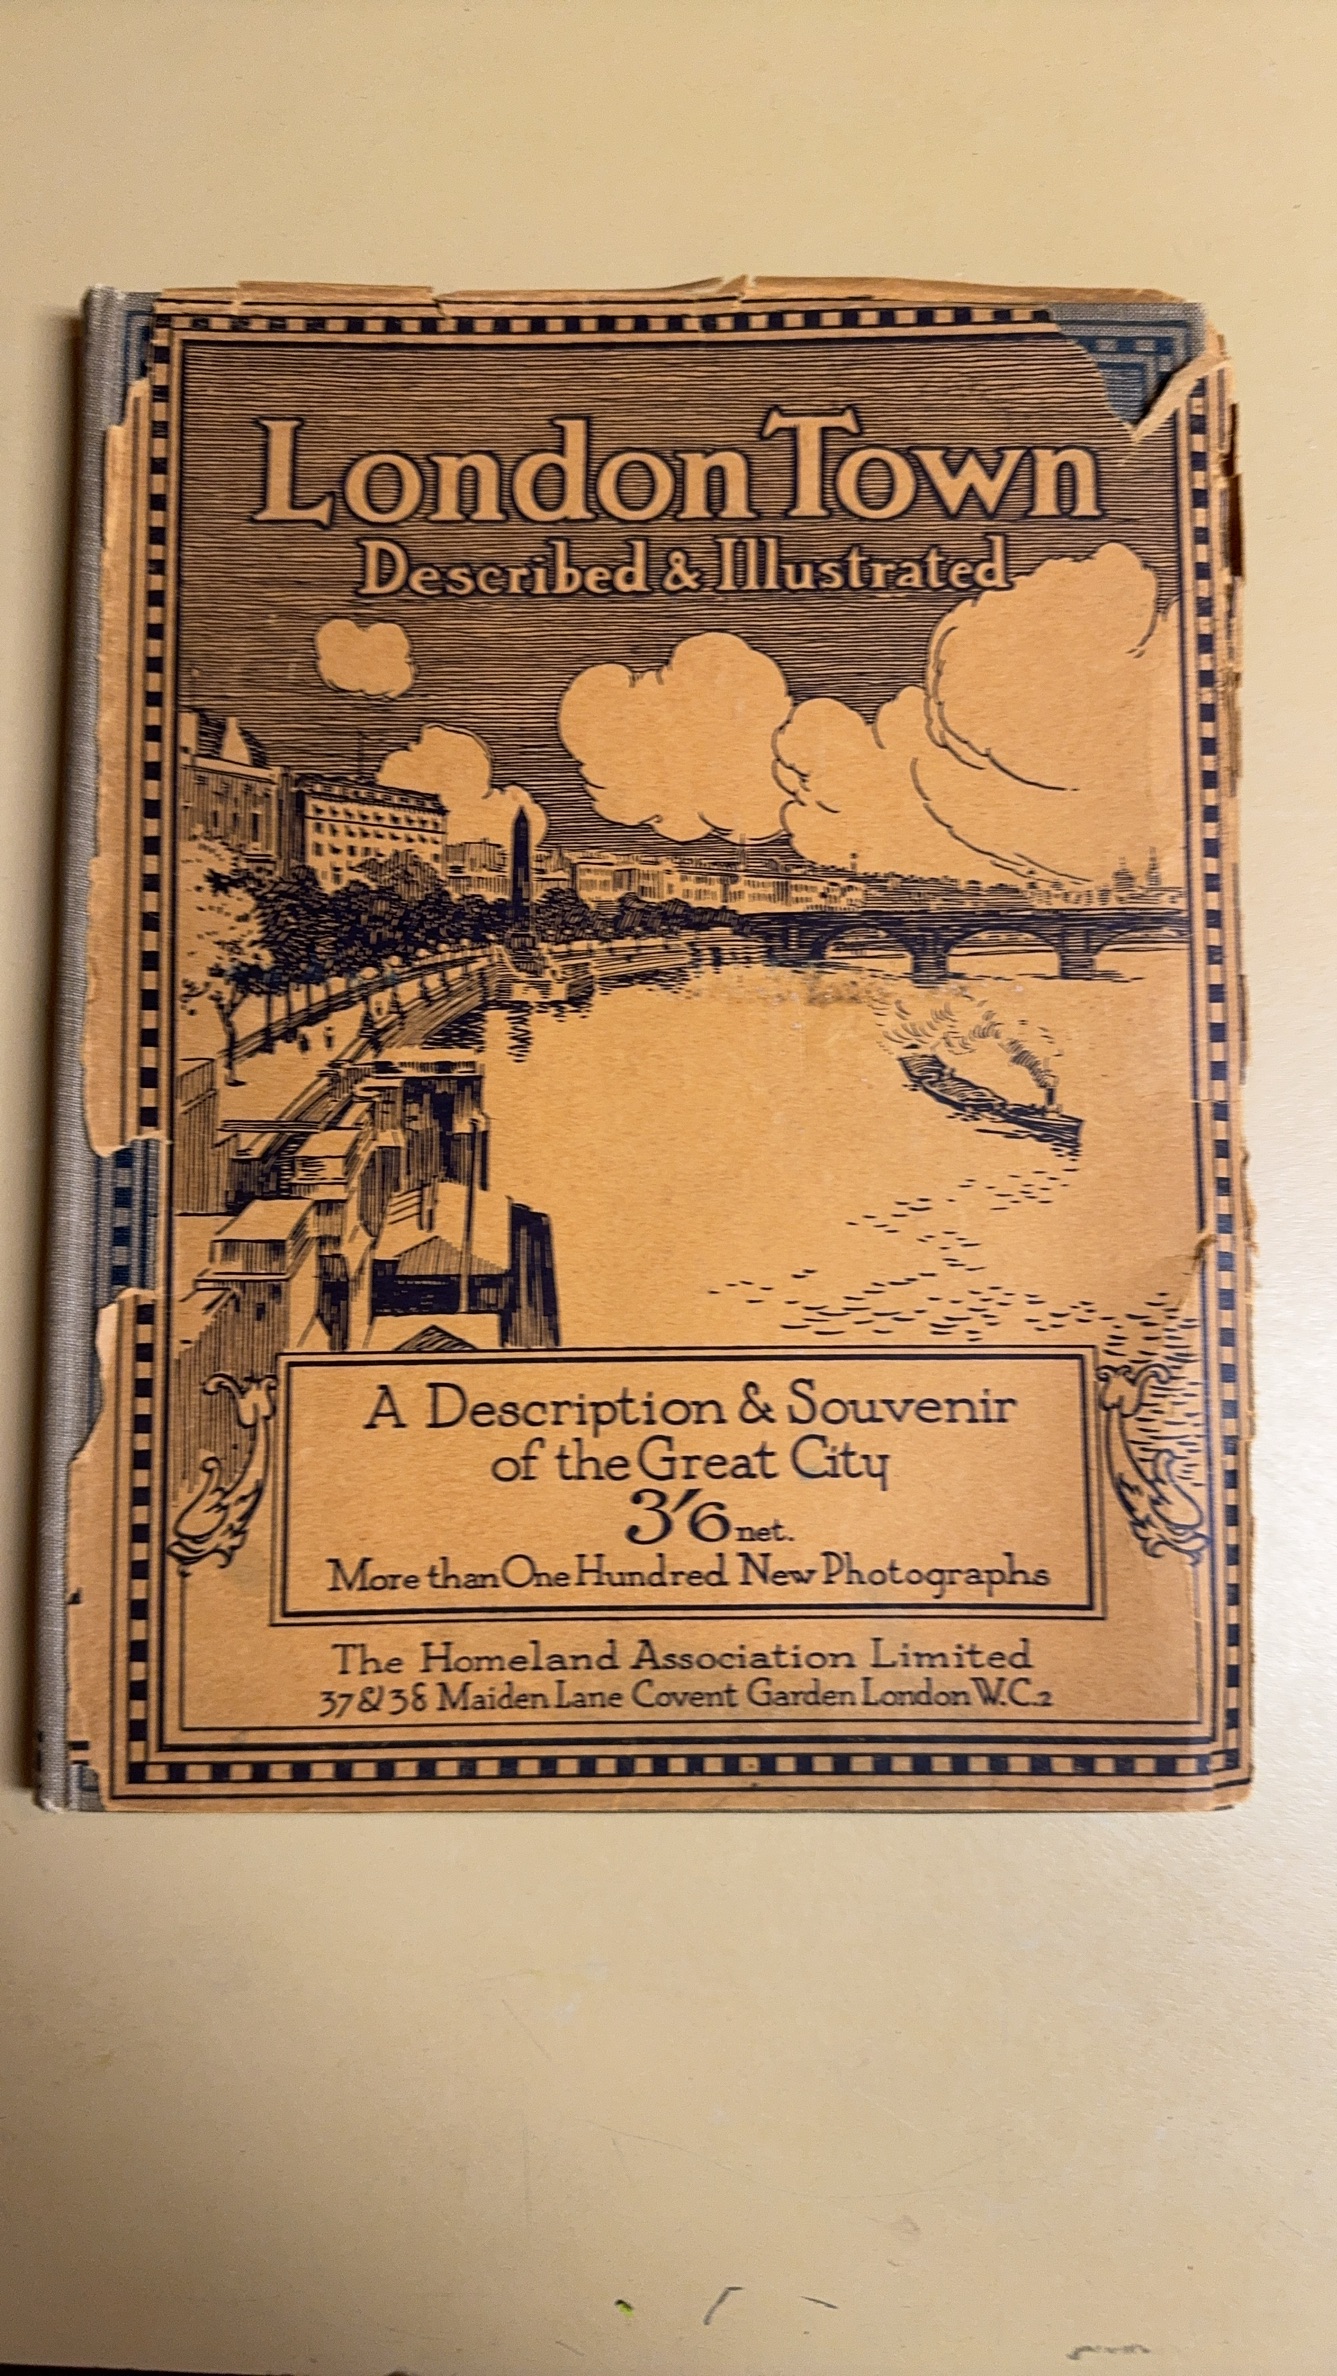 London Town
Described & Illustrated
A Description & Souvenir
of the Great City
3'6 net.
More than One Hundred New Photographs
The Homeland Association Limited
37 & 38 Maiden Lane Covent Garden London W.C.2